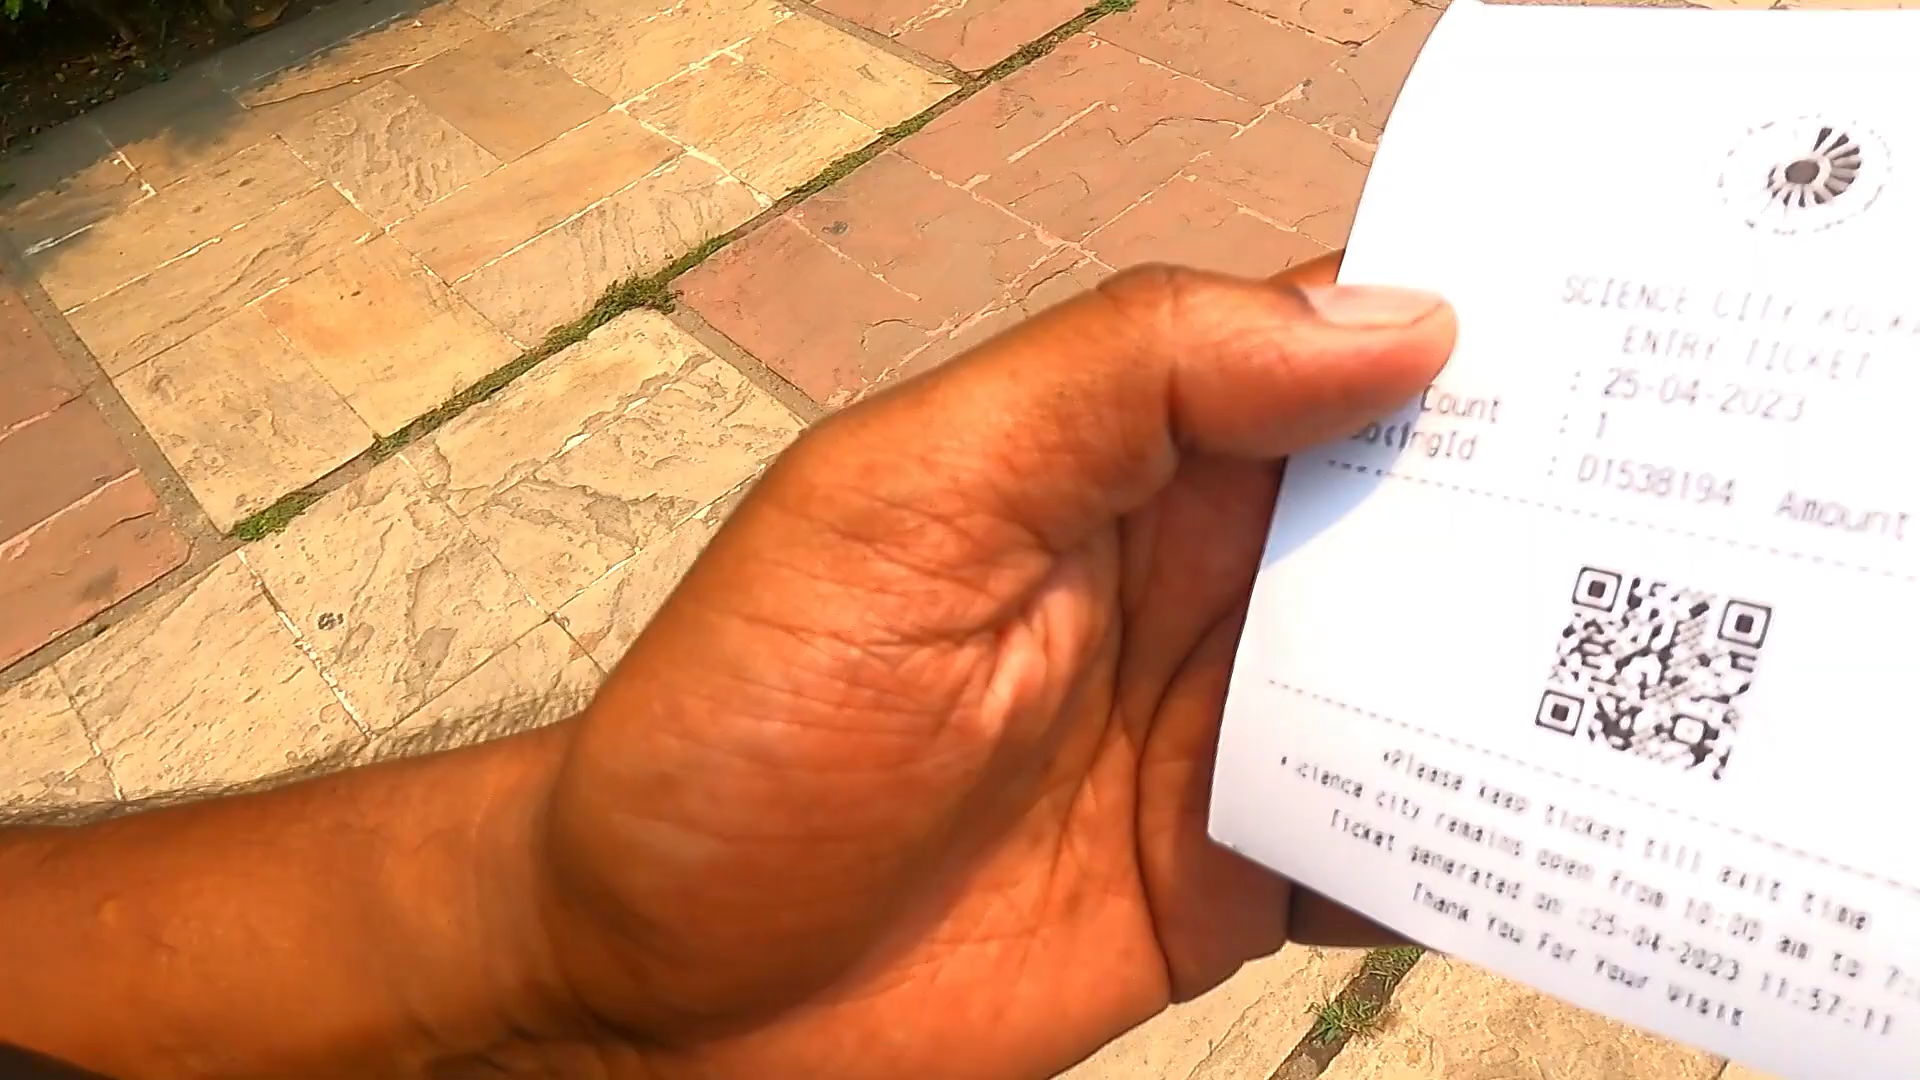 SCIENCE CITY KOLKA
ENTRY TICKET
: 25-04-2023
Count : 1
: D1538194 Amount
*Please keep ticket till exit time
city remains open from 10:00 am to 7:
Ticket generated on :25-04-2023 11:57:11
Thank You For Your Visit